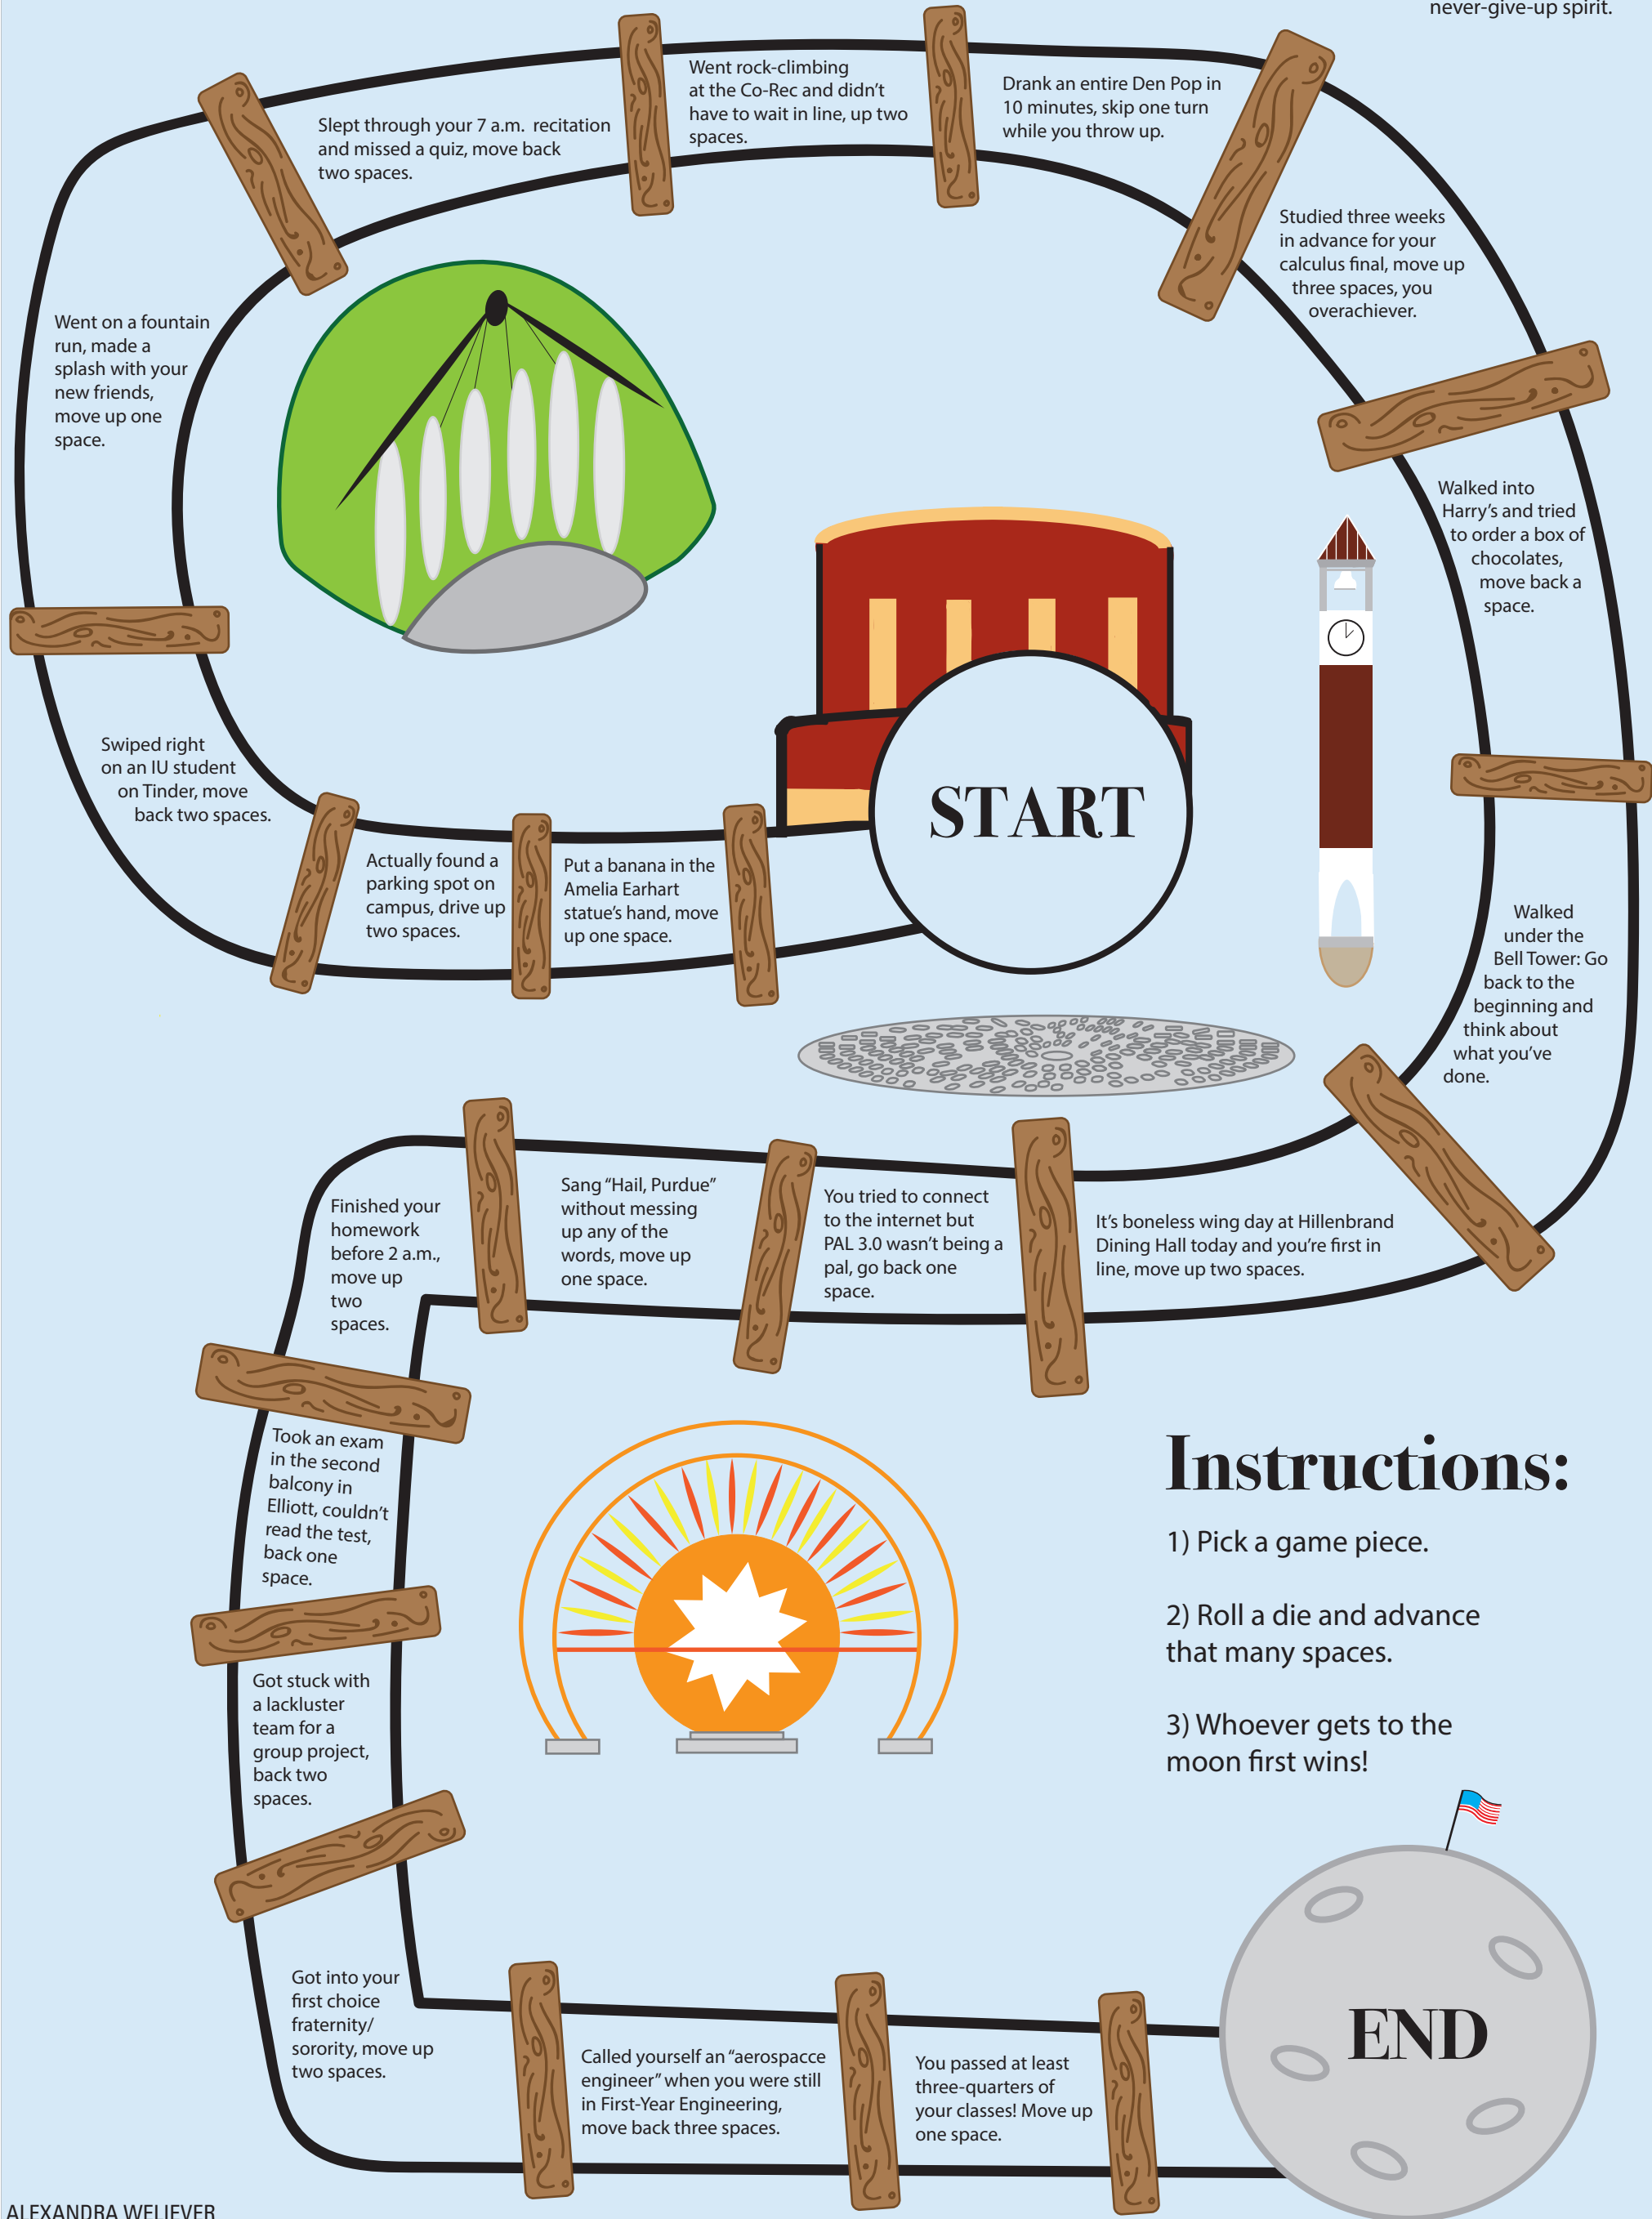 never-give-up spirit.
Went rock-climbing
at the Co-Rec and didn't
have to wait in line, up two
spaces.
Drank an entire Den Pop in
10 minutes, skip one turn
while you throw up.
Slept through your 7 a.m. recitation
and missed a quiz, move back
two spaces.
Studied three weeks
in advance for your
calculus final, move up
three spaces, you
overachiever.
Went on a fountain
run, made a
splash with your
new friends,
move up one
space.
Walked into
Harry's and tried
to order a box of
chocolates,
move back a
space.
Swiped right
on an IU student
on Tinder, move
back two spaces.
Actually found a
parking spot on
campus, drive up
two spaces.
Put a banana in the
Amelia Earhart
statue's hand, move
up one space.
START
Walked
under the
Bell Tower: Go
back to the
beginning and
think about
what you've
done.
Finished your
homework
before 2 a.m.,
move up
two
spaces.
Sang "Hail, Purdue"
without messing
up any of the
words, move up
one space.
You tried to connect
to the internet but
PAL 3.0 wasn't being a
pal, go back one
space.
It's boneless wing day at Hillenbrand
Dining Hall today and you're first in
line, move up two spaces.
Took an exam
in the second
balcony in
Elliott, couldn't
read the test,
back one
space.
Got stuck with
a lackluster
team for a
group project,
back two
spaces.
Instructions:
1) Pick a game piece.
2) Roll a die and advance
that many spaces.
3) Whoever gets to the
moon first wins!
Got into your
first choice
fraternity/
sorority, move up
two spaces.
Called yourself an "aerospacce
engineer" when you were still
in First-Year Engineering,
move back three spaces.
You passed at least
three-quarters of
your classes! Move up
one space.
END
ALEXANDRA WELIEVER